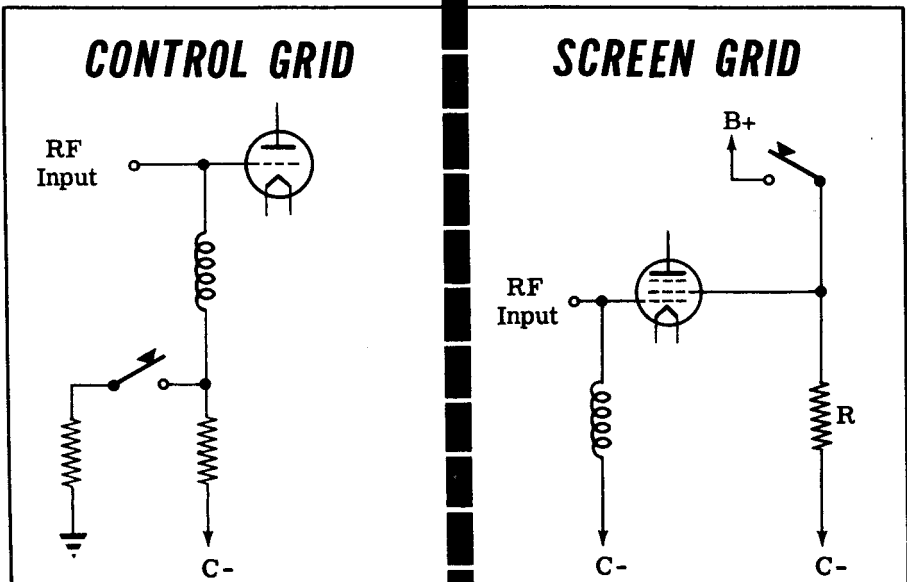 CONTROL GRID
RF
Input
C-
SCREEN GRID
B+
RF
Input
R
C-
C-